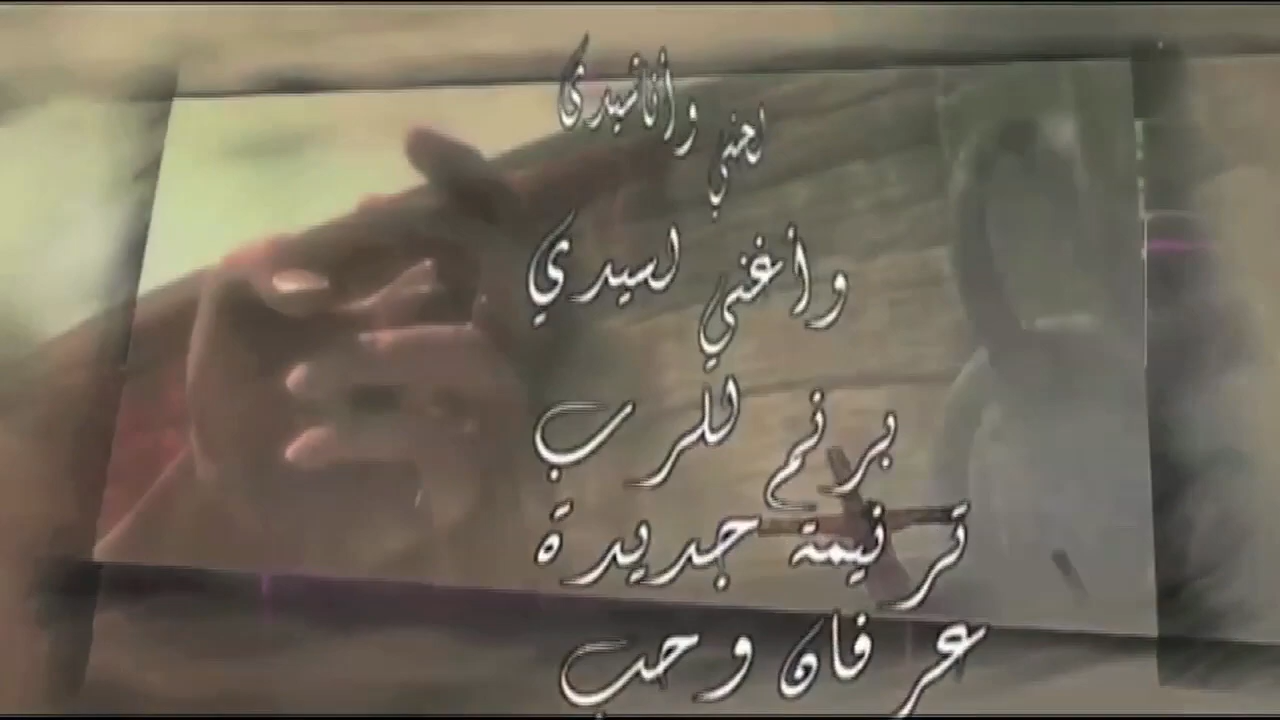 لحني وأناشيدي
وأغني لسيدي
برنم للرب
ترنيمة جديدة
عرفان وحب